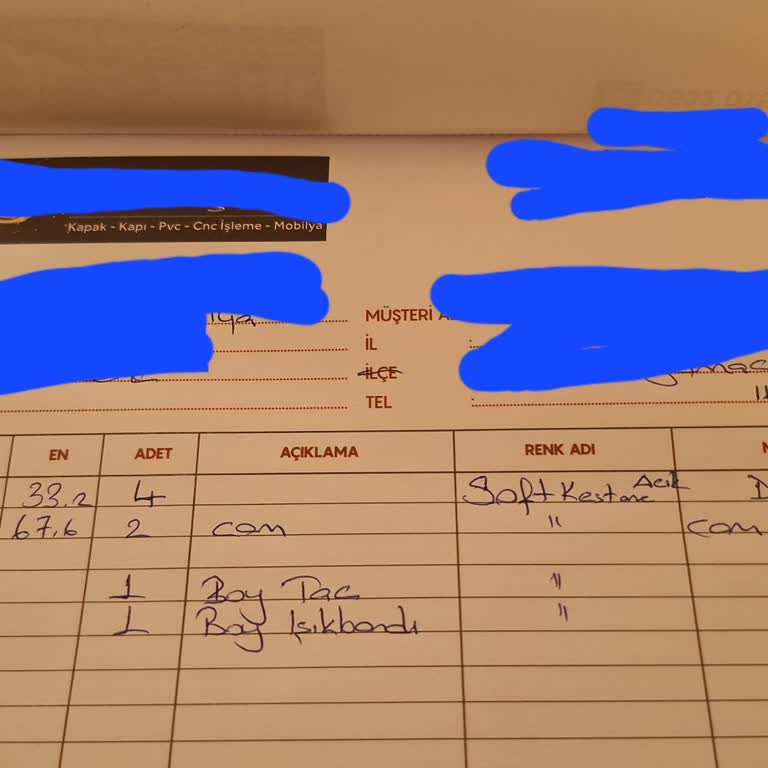 Kapak - Kapı - Pvc - Cnc İşleme - Mobilya
MÜŞTERİ
İL
İLÇE
TEL
EN ADET AÇIKLAMA RENK ADI
33.2 4 Soft Kestane Açık
67.6 2 cam " cam
1 Boy Tac "
1 Boy Işıkbandı "